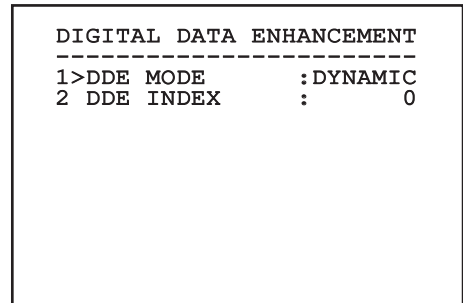 DIGITAL DATA ENHANCEMENT
------------------------
1>DDE MODE :DYNAMIC
2 DDE INDEX : 0